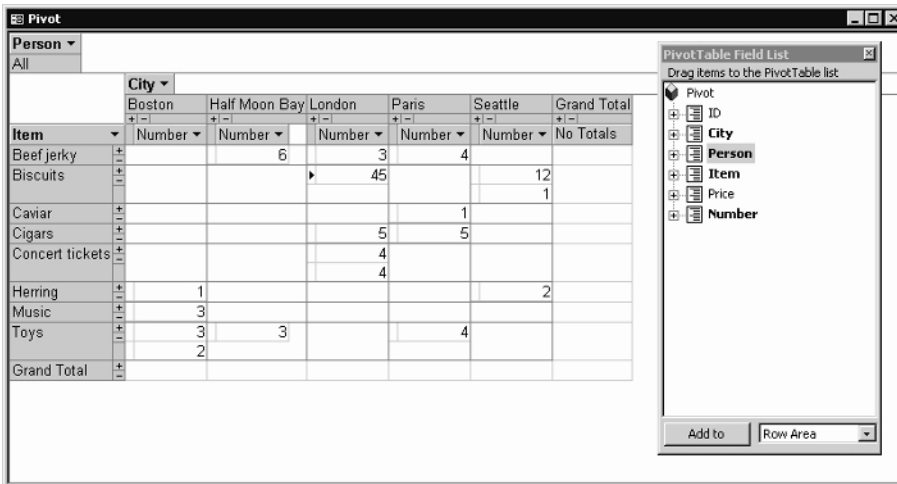 Pivot
Person
All
City
Boston Half Moon Bay London Paris Seattle Grand Total
Item Number Number Number Number Number No Totals
Beef jerky 6 3 4
Biscuits 45 12
1
Caviar 1
Cigars 5 5
Concert tickets 4
4
Herring 1 2
Music 3
Toys 3 3 4
2
Grand Total
PivotTable Field List
Drag items to the PivotTable list
Pivot
ID
City
Person
Item
Price
Number
Add to Row Area